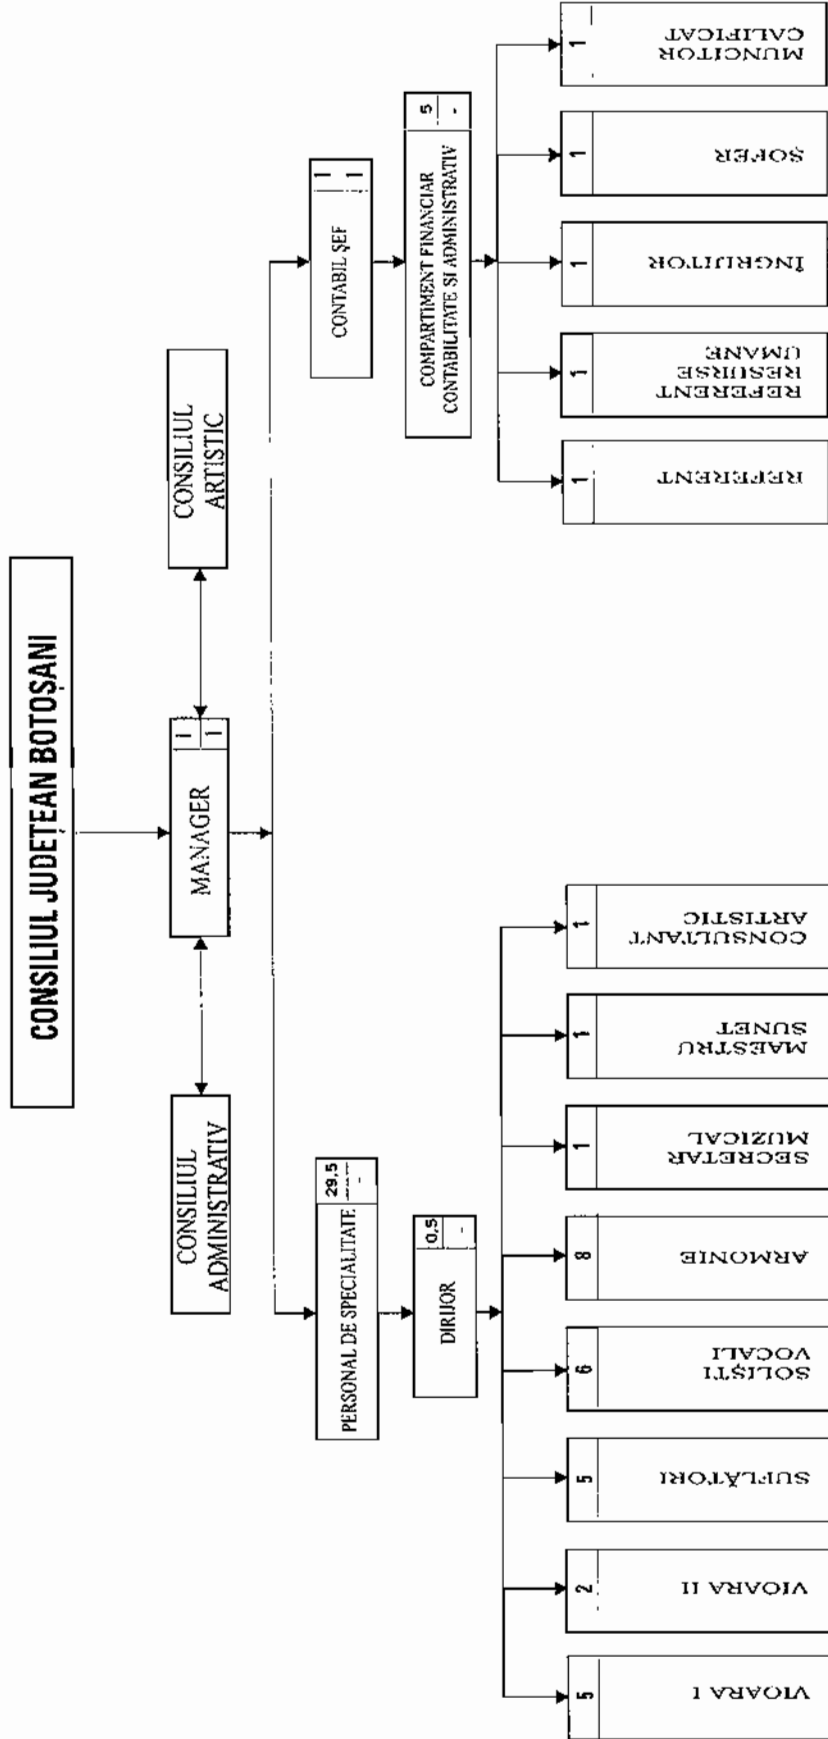 CONSILIUL JUDEȚEAN BOTOȘANI
CONSILIUL
ADMINISTRATIV
MANAGER
1
1
CONSILIUL
ARTISTIC
PERSONAL DE SPECIALITATE
29,5
-
CONTABIL ȘEF
1
1
DIRIJOR
0,5
-
COMPARTIMENT FINANCIAR
CONTABILITATE SI ADMINISTRATIV
5
-
5
VIOARA I
2
VIOARA II
5
SUFLĂTORI
6
SOLIȘTI
VOCALI
8
ARMONIE
1
SECRETAR
MUZICAL
1
MAESTRU
SUNET
1
CONSULTANT
ARTISTIC
1
REFERENT
1
REFERENT
RESURSE
UMANE
1
ÎNGRIJITOR
1
ȘOFER
1
MUNCITOR
CALIFICAT